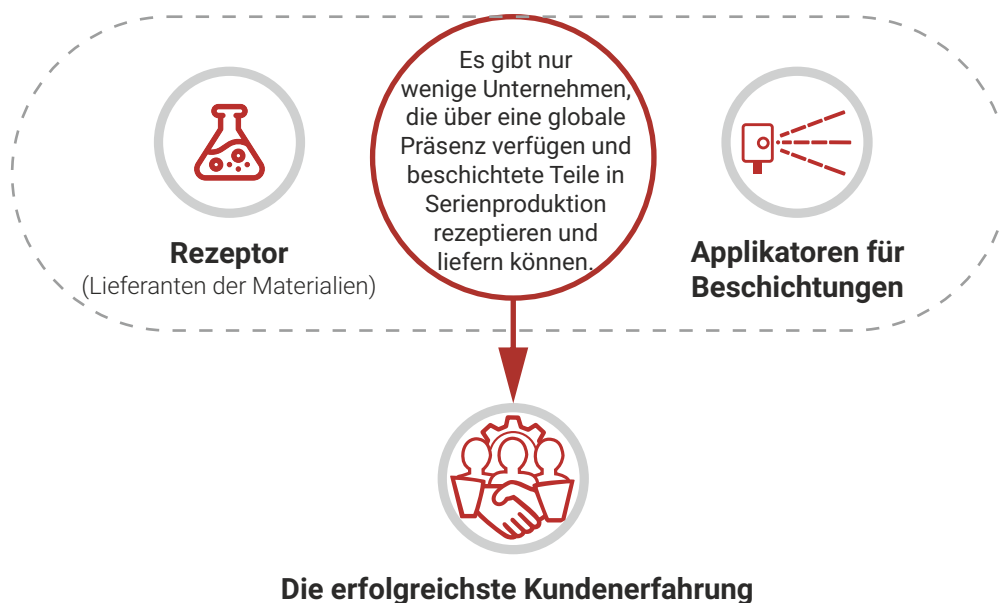 Es gibt nur
wenige Unternehmen,
die über eine globale
Präsenz verfügen und
beschichtete Teile in
Serienproduktion
rezeptieren und
liefern können.
Rezeptor
(Lieferanten der Materialien)
Applikatoren für
Beschichtungen
Die erfolgreichste Kundenerfahrung